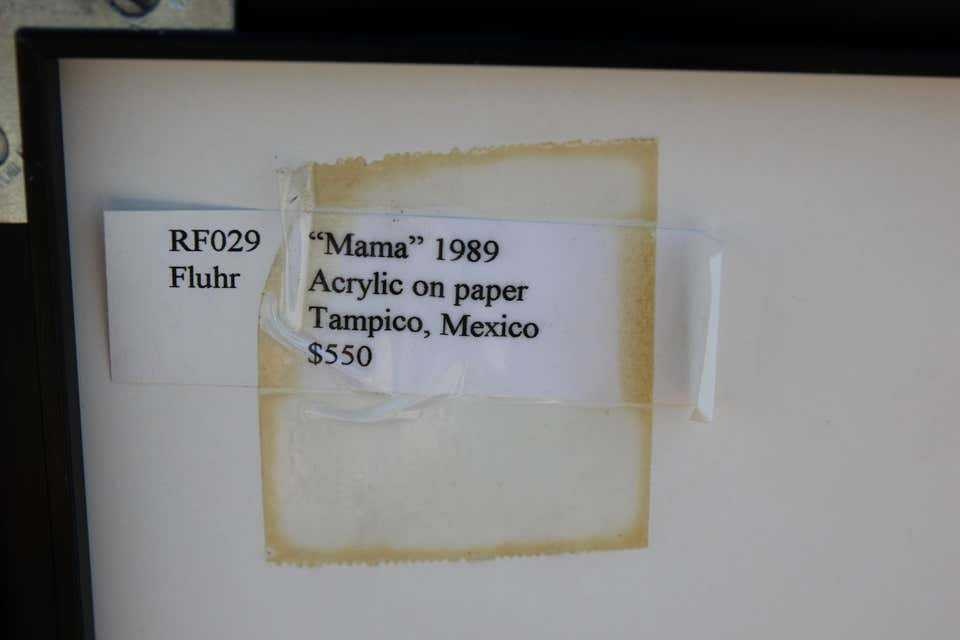 RF029
Fluhr
“Mama” 1989
Acrylic on paper
Tampico, Mexico
$550